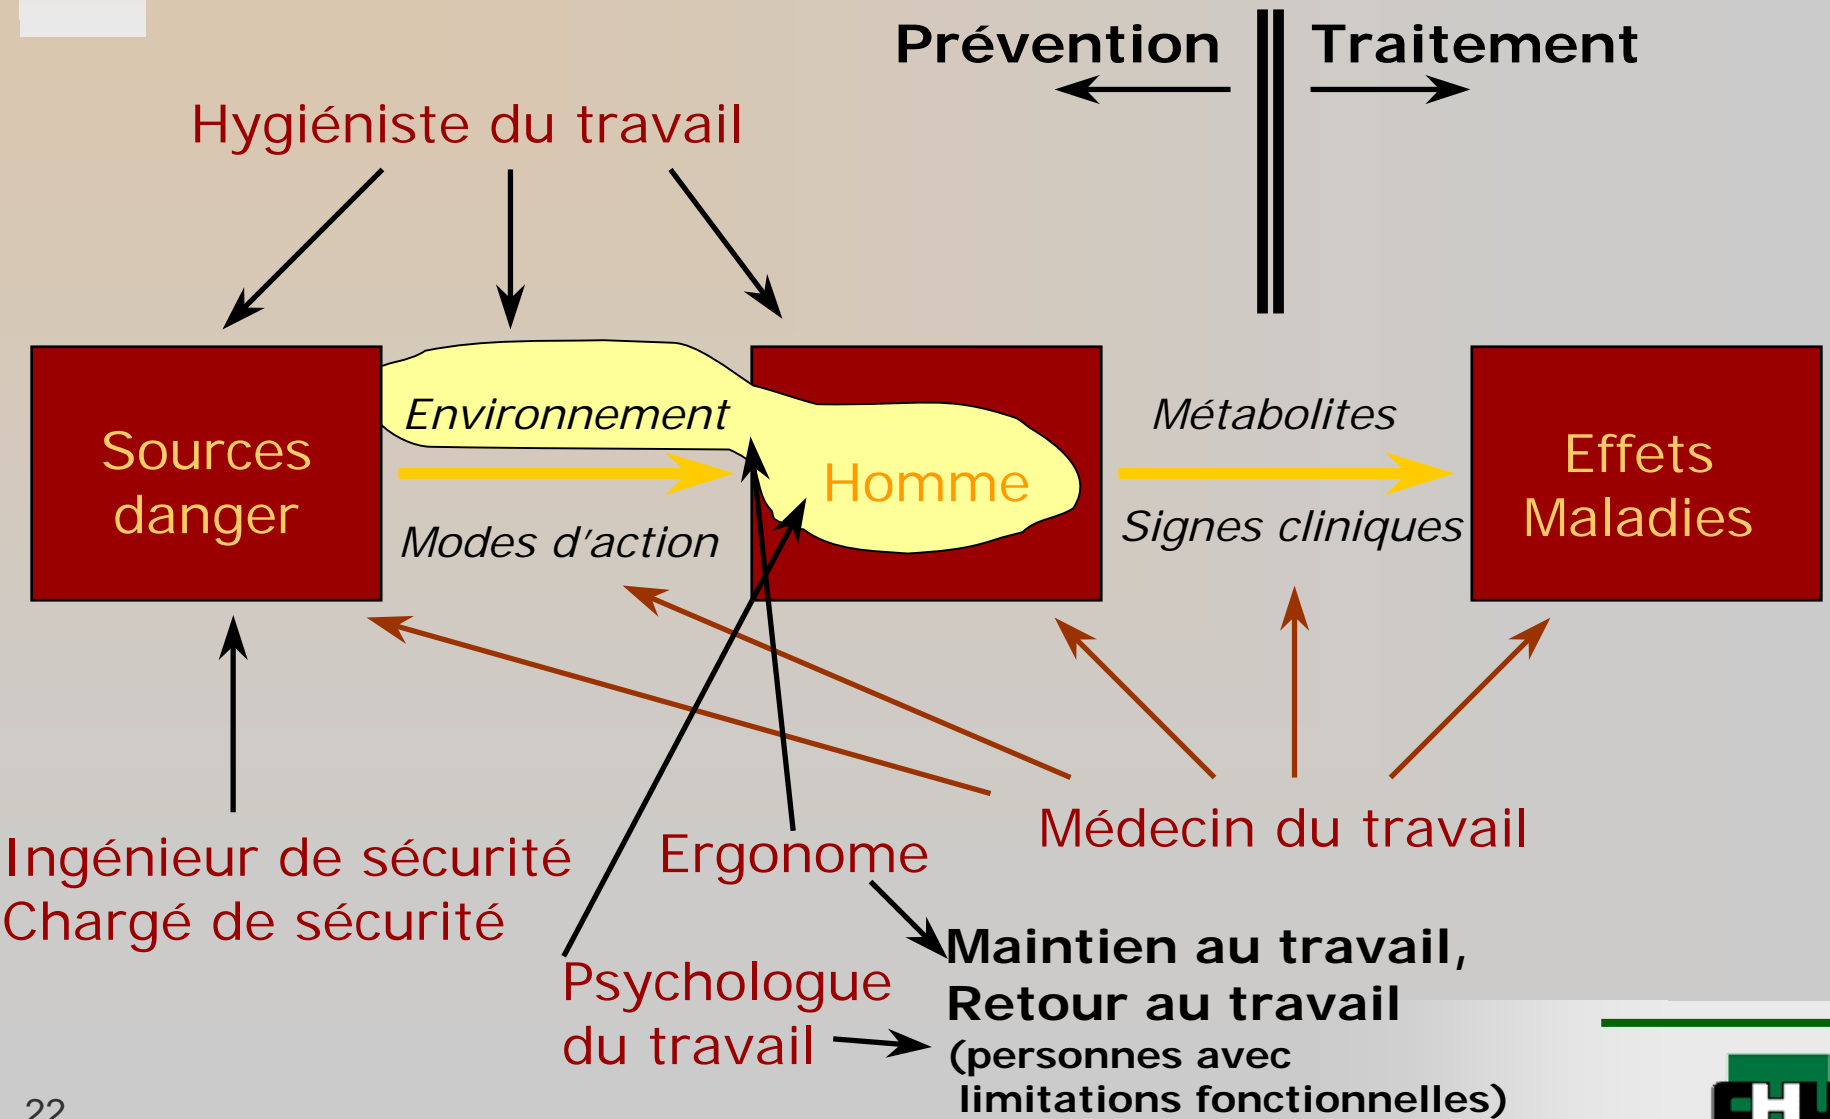 Prévention
Traitement
Hygiéniste du travail
Sources
danger
Environnement
Modes d'action
Homme
Métabolites
Signes cliniques
Effets
Maladies
Ingénieur de sécurité
Chargé de sécurité
Ergonome
Médecin du travail
Psychologue
du travail
Maintien au travail,
Retour au travail
(personnes avec
limitations fonctionnelles)
22